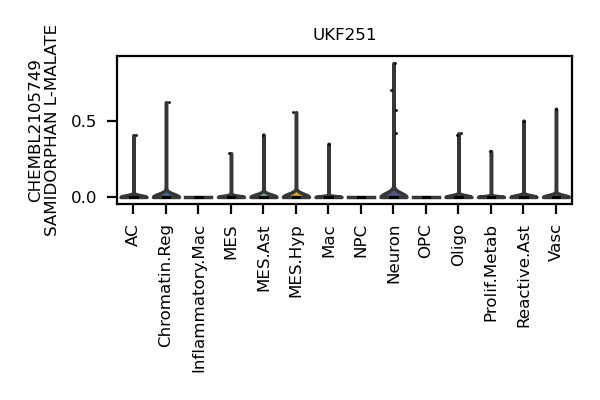 UKF251
CHEMBL2105749
SAMIDORPHAN L-MALATE
0.5
0.0
AC
Chromatin.Reg
Inflammatory.Mac
MES
MES.Ast
MES.Hyp
Mac
NPC
Neuron
OPC
Oligo
Prolif.Metab
Reactive.Ast
Vasc